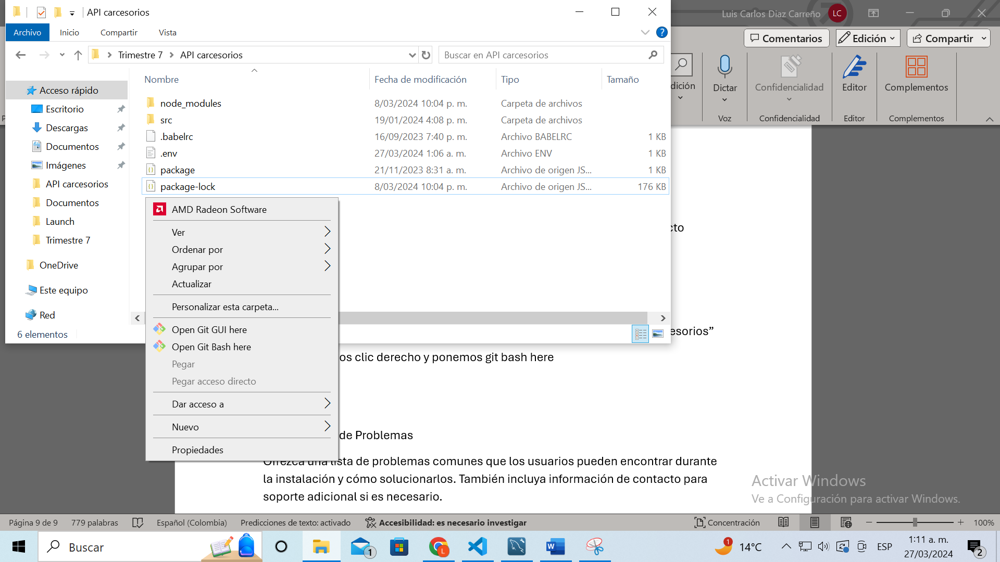 API carcesorios
Luis Carlos Diaz Carreño LC
Archivo Inicio Compartir Vista
Comentarios Edición Compartir
Trimestre 7 API carcesorios Buscar en API carcesorios
Nombre Fecha de modificación Tipo Tamaño
dición Dictar Confidencialidad Editor Complementos
Voz Confidencialidad Editor Complementos
Acceso rápido
Escritorio
Descargas
Documentos
Imágenes
API carcesorios
Documentos
Launch
Trimestre 7
OneDrive
Este equipo
Red
6 elementos
node_modules 8/03/2024 10:04 p. m. Carpeta de archivos
src 19/01/2024 4:08 p. m. Carpeta de archivos
.babelrc 16/09/2023 7:40 p. m. Archivo BABELRC 1 KB
.env 27/03/2024 1:06 a. m. Archivo ENV 1 KB
package 21/11/2023 8:31 a. m. Archivo de origen JS... 1 KB
package-lock 8/03/2024 10:04 p. m. Archivo de origen JS... 176 KB
AMD Radeon Software
Ver
Ordenar por
Agrupar por
Actualizar
Personalizar esta carpeta...
Open Git GUI here
Open Git Bash here
Pegar
Pegar acceso directo
Dar acceso a
Nuevo
Propiedades
cto
esorios”
os clic derecho y ponemos git bash here
de Problemas
Ofrezca una lista de problemas comunes que los usuarios pueden encontrar durante
la instalación y cómo solucionarlos. También incluya información de contacto para
soporte adicional si es necesario.
Activar Windows
Ve a Configuración para activar Windows.
Página 9 de 9 779 palabras Español (Colombia) Predicciones de texto: activado Accesibilidad: es necesario investigar Concentración 100%
Buscar 1 L 1 14°C ESP 1:11 a. m.
27/03/2024 2